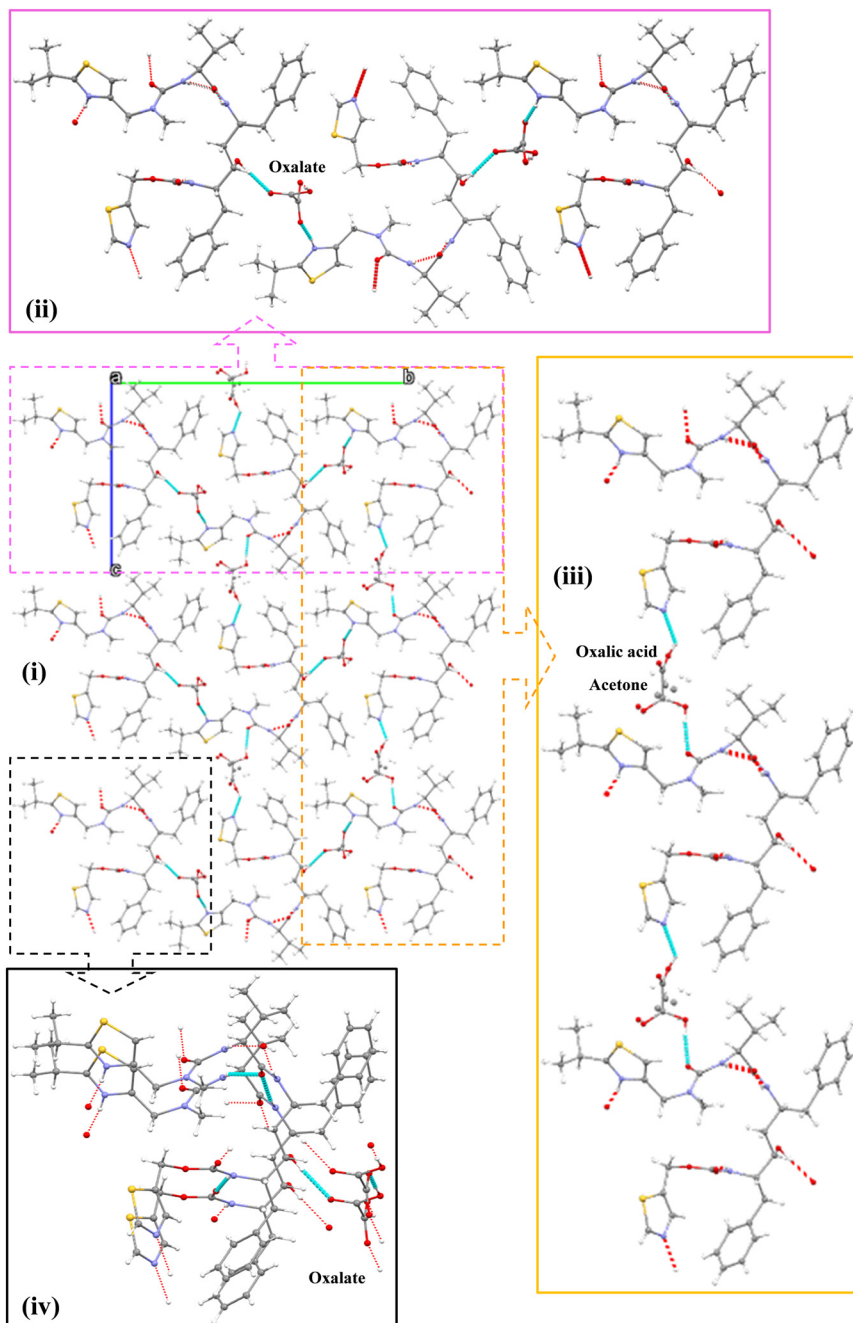 Oxalate
(ii)
a
b
c
(iii)
(i)
Oxalic acid
Acetone
Oxalate
(iv)